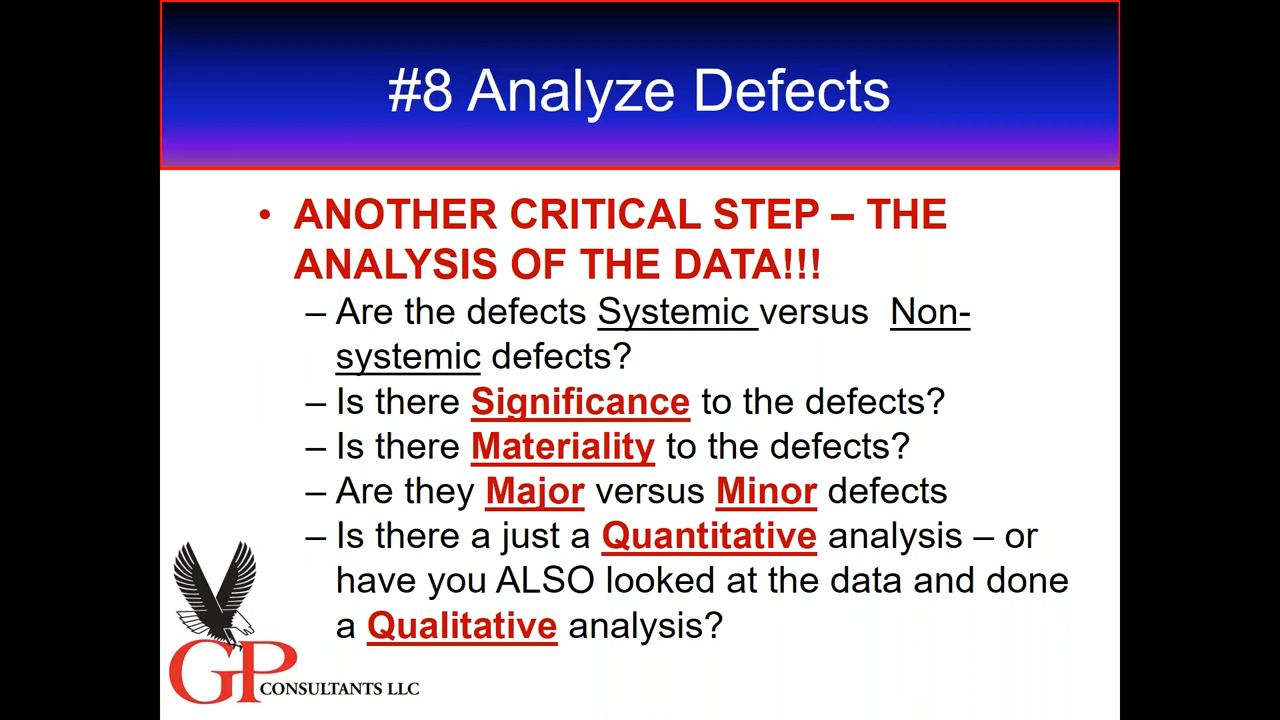 #8 Analyze Defects
• ANOTHER CRITICAL STEP – THE
ANALYSIS OF THE DATA!!!
– Are the defects Systemic versus Non-
systemic defects?
– Is there Significance to the defects?
– Is there Materiality to the defects?
– Are they Major versus Minor defects
– Is there a just a Quantitative analysis – or
have you ALSO looked at the data and done
a Qualitative analysis?
GP CONSULTANTS LLC